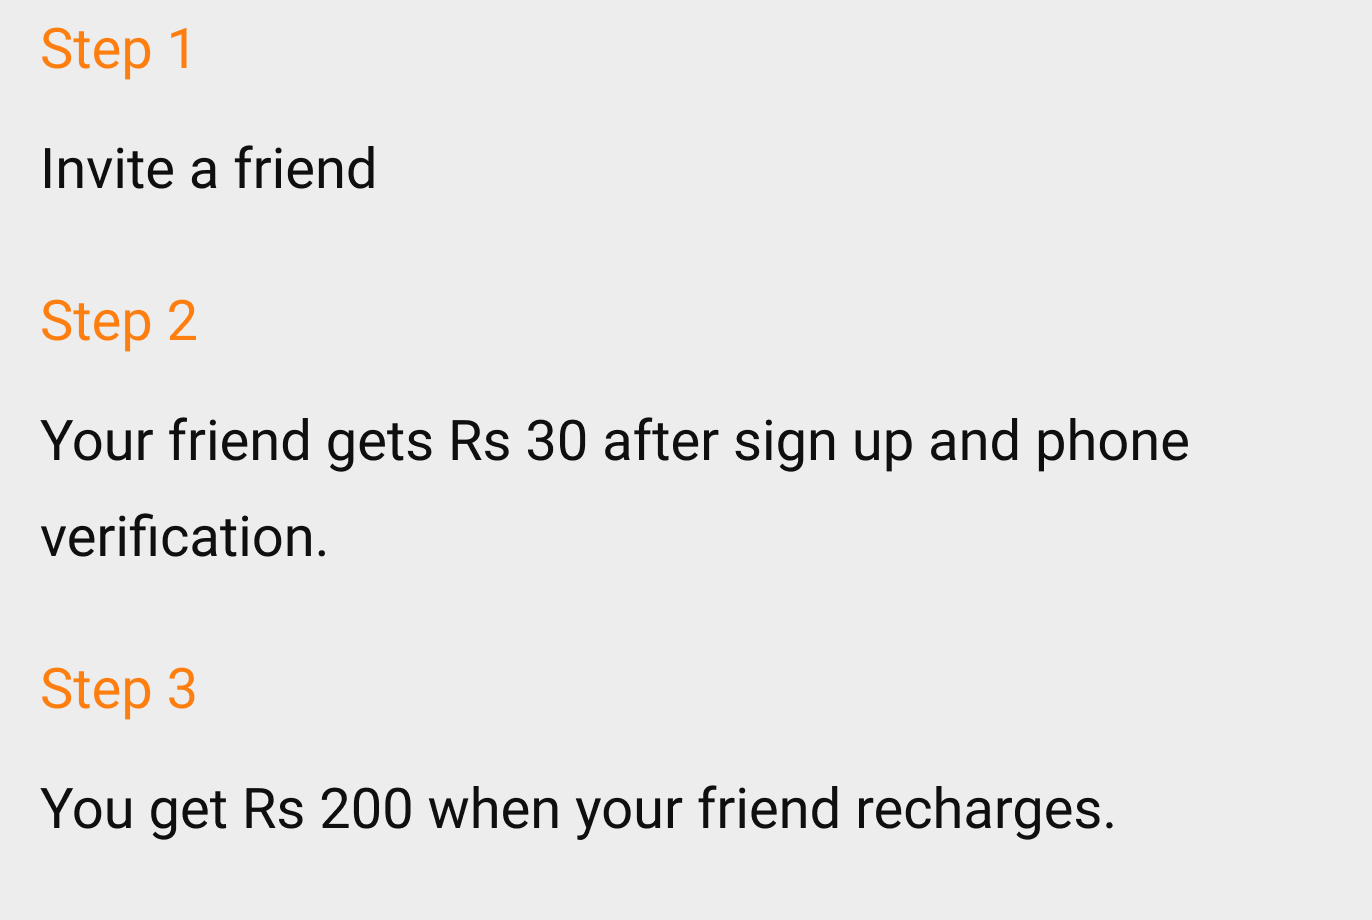 Step 1
Invite a friend
Step 2
Your friend gets Rs 30 after sign up and phone
verification.
Step 3
You get Rs 200 when your friend recharges.